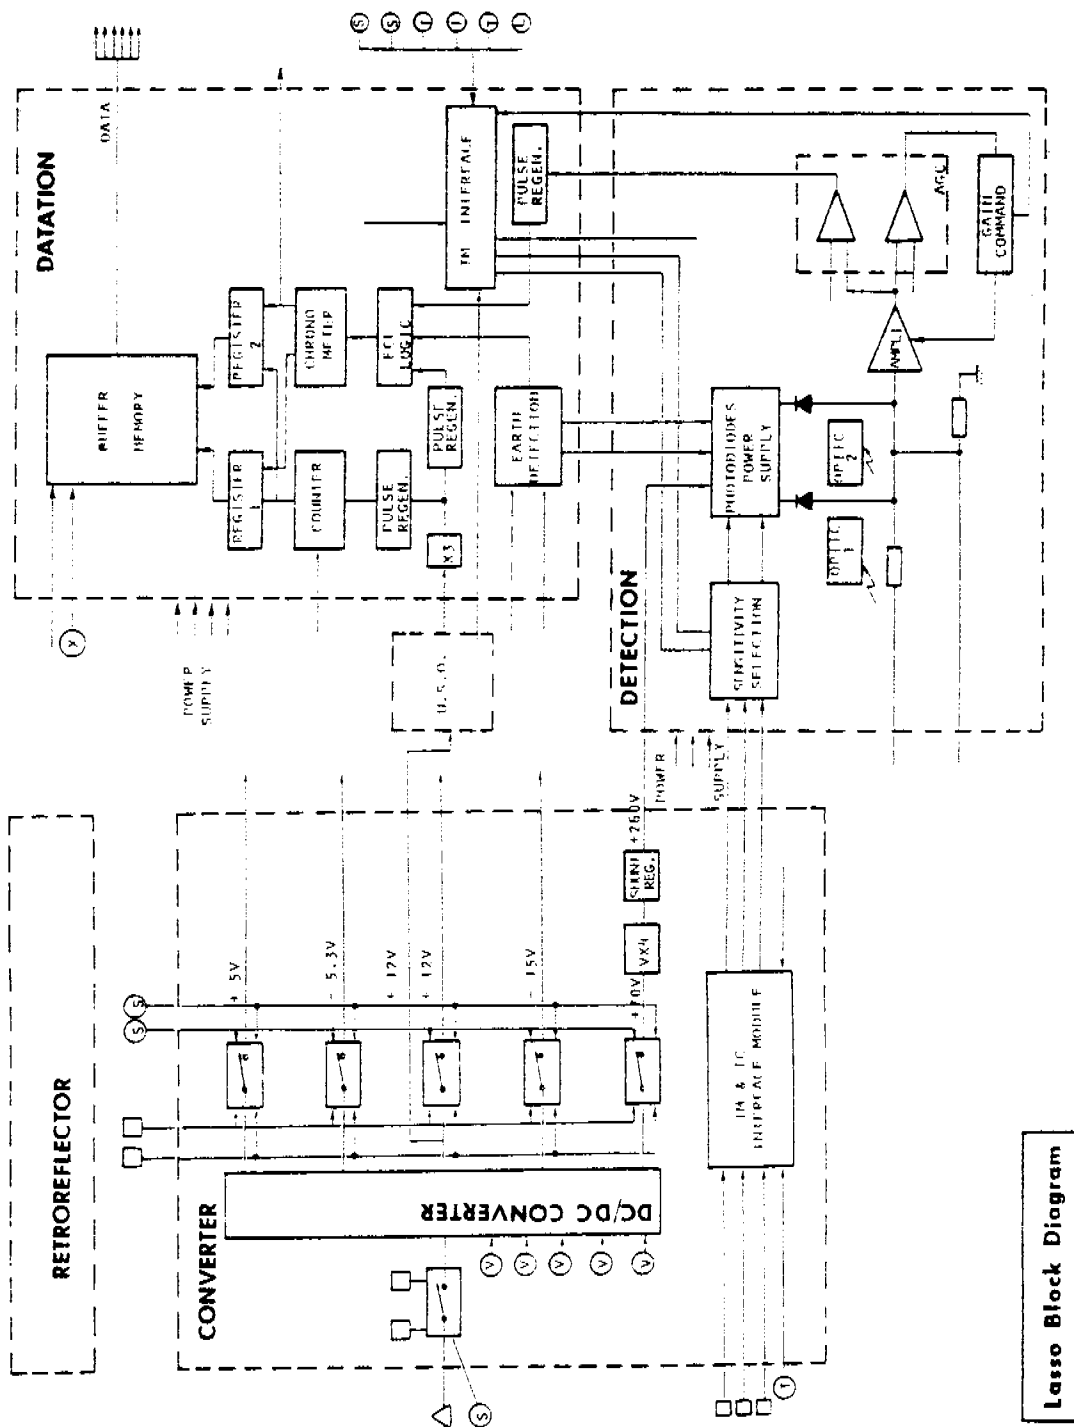 RETROREFLECTOR
CONVERTER
DC/DC CONVERTER
V
V
V
V
V
S
S
S
+ 5V
- 5.3V
+ 12V
+ 12V
- 15V
+70V
VX4
SHUNT
REG.
+260V
TM & TC
INTERFACE MODULE
T
DATATION
BUFFER
MEMORY
DATA
REGISTER
1
REGISTER
2
COUNTER
CHRONO
METER
PULSE
REGEN.
ECL
LOGIC
X3
PULSE
REGEN.
EARTH
DETECTION
TM INTERFACE
PULSE
REGEN.
POWER
SUPPLY
U.S.O.
S
S
DETECTION
POWER
SUPPLY
SENSITIVITY
SELECTION
PHOTODIODES
POWER
SUPPLY
OPTIC
1
OPTIC
2
AMPLI
AGC
GAIN
COMMAND
Lasso Block Diagram